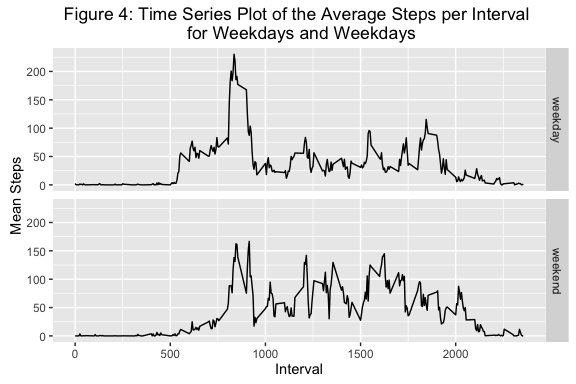 Figure 4: Time Series Plot of the Average Steps per Interval
for Weekdays and Weekdays
200
150
100
50
0
weekday
Mean Steps
200
150
100
50
0
weekend
0 500 1000 1500 2000
Interval